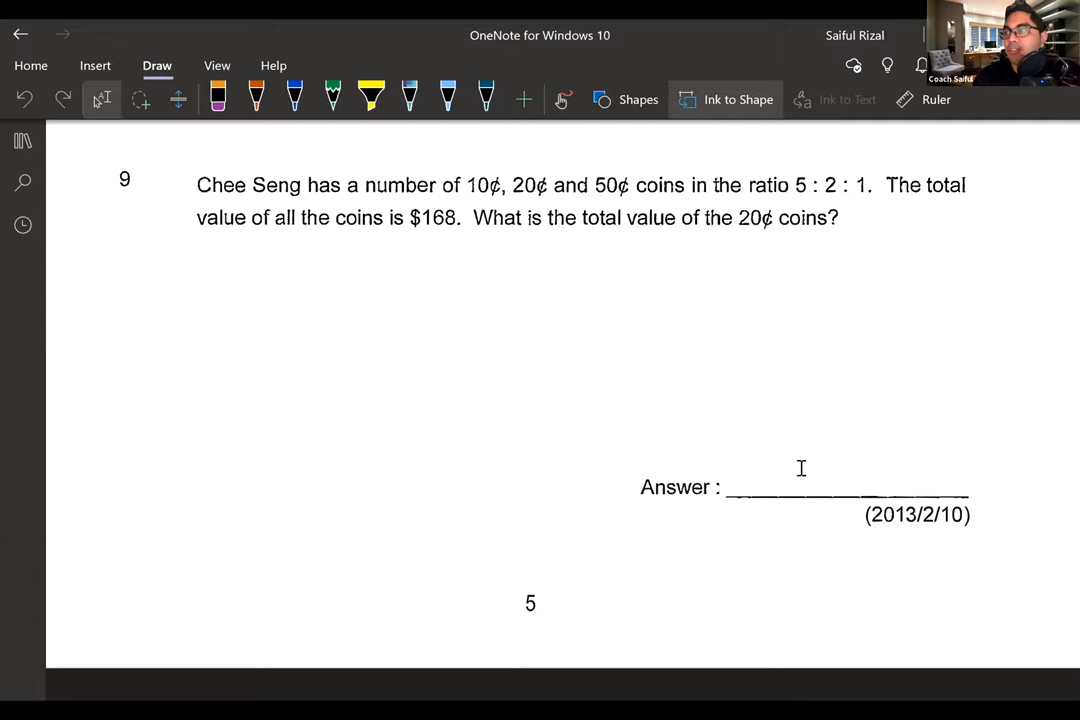 OneNote for Windows 10
Saiful Rizal
Home Insert Draw View Help
Coach Saiful
Shapes Ink to Shape Ink to Text Ruler
9 Chee Seng has a number of 10¢, 20¢ and 50¢ coins in the ratio 5 : 2 : 1. The total
value of all the coins is $168. What is the total value of the 20¢ coins?
Answer :
(2013/2/10)
5